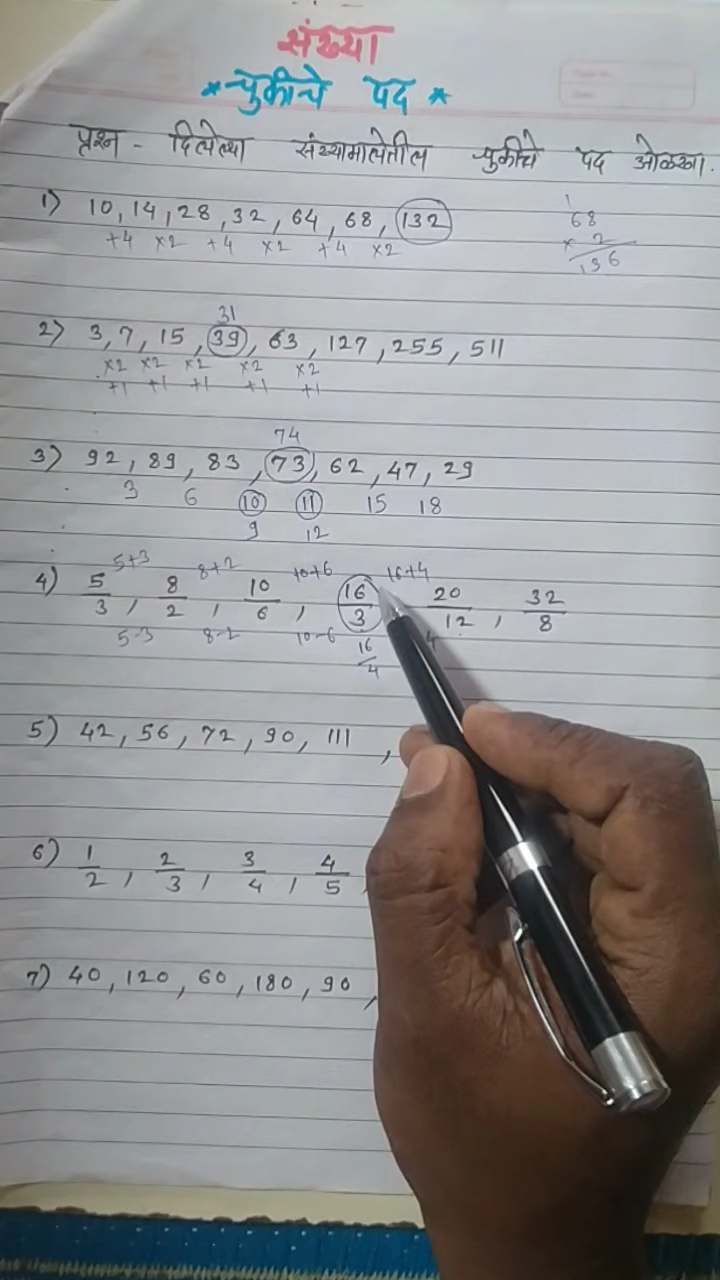 संख्या
* चुकीचे पद *
प्रश्न - दिलेल्या संख्यामालेतील चुकीचे पद ओळखा.
1) 10, 14, 28, 32, 64, 68, 132
+4 ×2 +4 ×2 +4 ×2
1
68
× 2
136
31
2) 3, 7, 15, 39, 63, 127, 255, 511
×2 ×2 ×2 ×2 ×2
+1 +1 +1 +1 +1
74
3) 92, 89, 83, 73, 62, 47, 29
3 6 10 11 15 18
9 12
5+3 8+2 10+6 16+4
4) 5/3, 8/2, 10/6, 16/3 20/12, 32/8
5-3 8-2 10-6 16/4 4
5) 42, 56, 72, 90, 111,
6) 1/2, 2/3, 3/4, 4/5
7) 40, 120, 60, 180, 90,